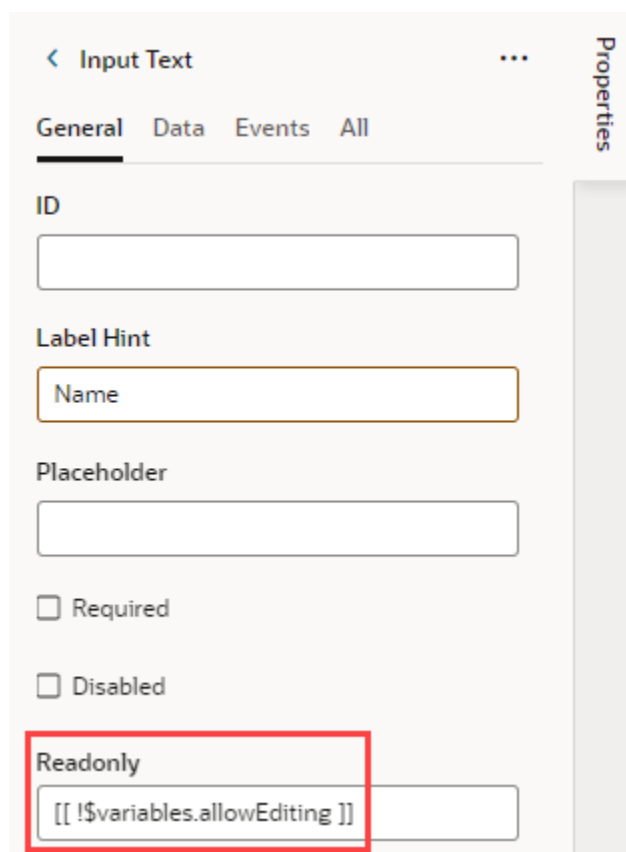 Input Text
...
Properties
General Data Events All
ID
Label Hint
Name
Placeholder
Required
Disabled
Readonly
[[ !$variables.allowEditing ]]